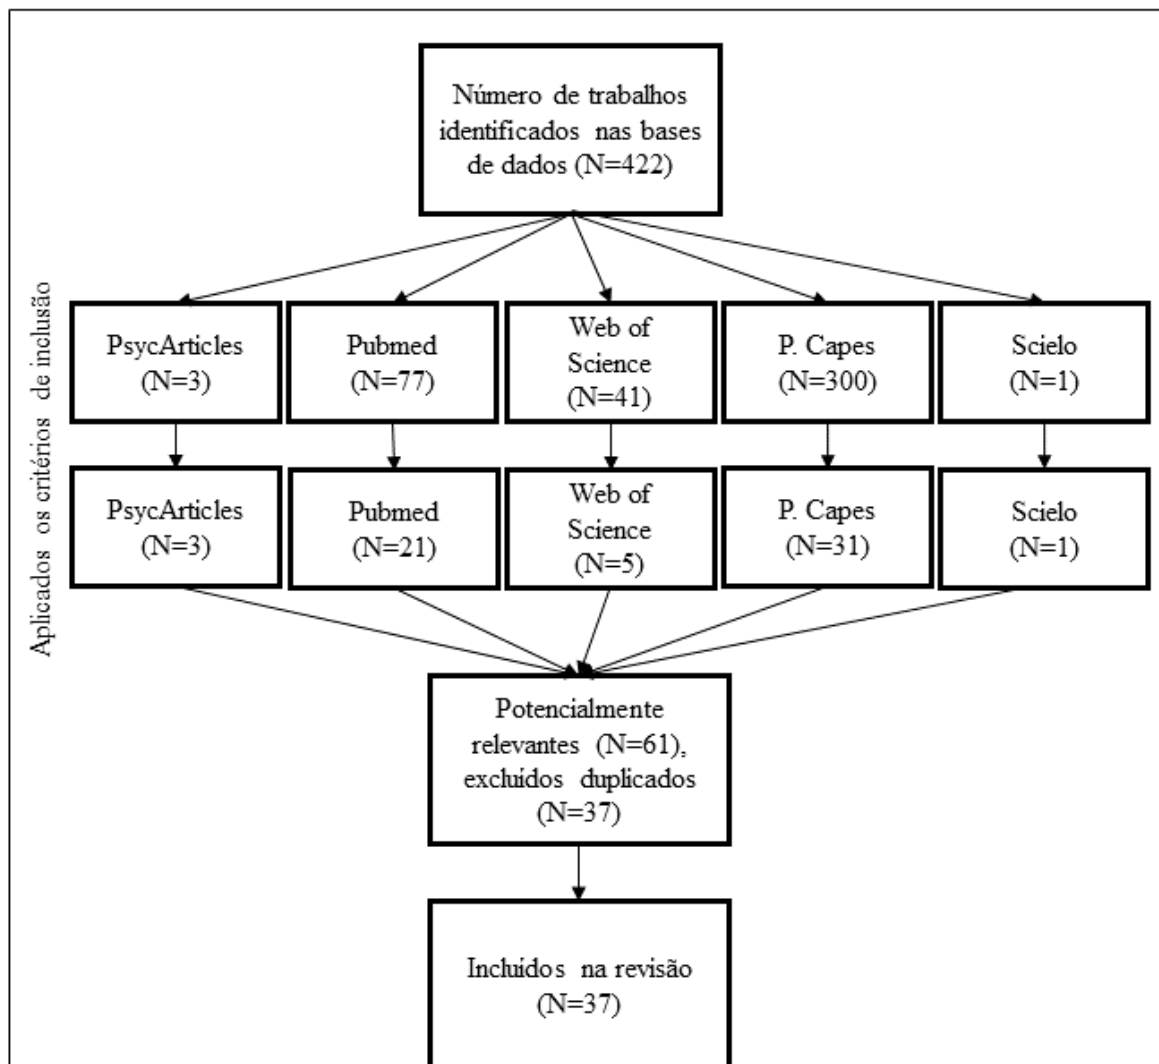 Número de trabalhos
identificados nas bases
de dados (N=422)
Aplicados os critérios de inclusão
PsycArticles
(N=3)
Pubmed
(N=77)
Web of
Science
(N=41)
P. Capes
(N=300)
Scielo
(N=1)
PsycArticles
(N=3)
Pubmed
(N=21)
Web of
Science
(N=5)
P. Capes
(N=31)
Scielo
(N=1)
Potencialmente
relevantes (N=61),
excluídos duplicados
(N=37)
Incluídos na revisão
(N=37)